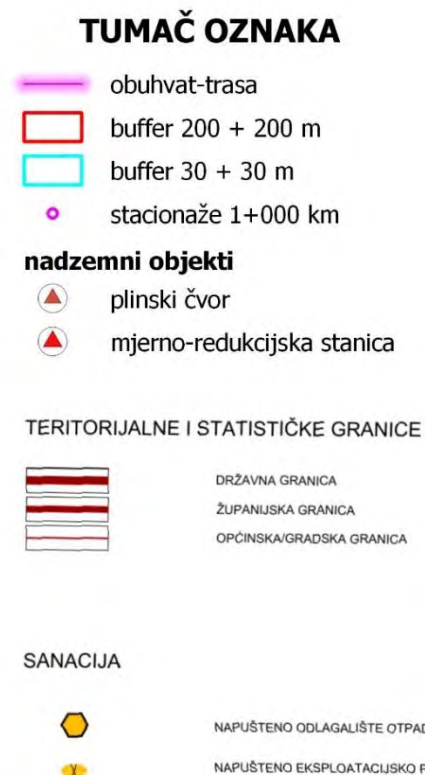 TUMAČ OZNAKA
obuhvat-trasa
buffer 200 + 200 m
buffer 30 + 30 m
stacionaže 1+000 km
nadzemni objekti
plinski čvor
mjerno-redukcijska stanica
TERITORIJALNE I STATISTIČKE GRANICE
DRŽAVNA GRANICA
ŽUPANIJSKA GRANICA
OPĆINSKA/GRADSKA GRANICA
SANACIJA
NAPUŠTENO ODLAGALIŠTE
NAPUŠTENO EKSPLOATACIJSKO